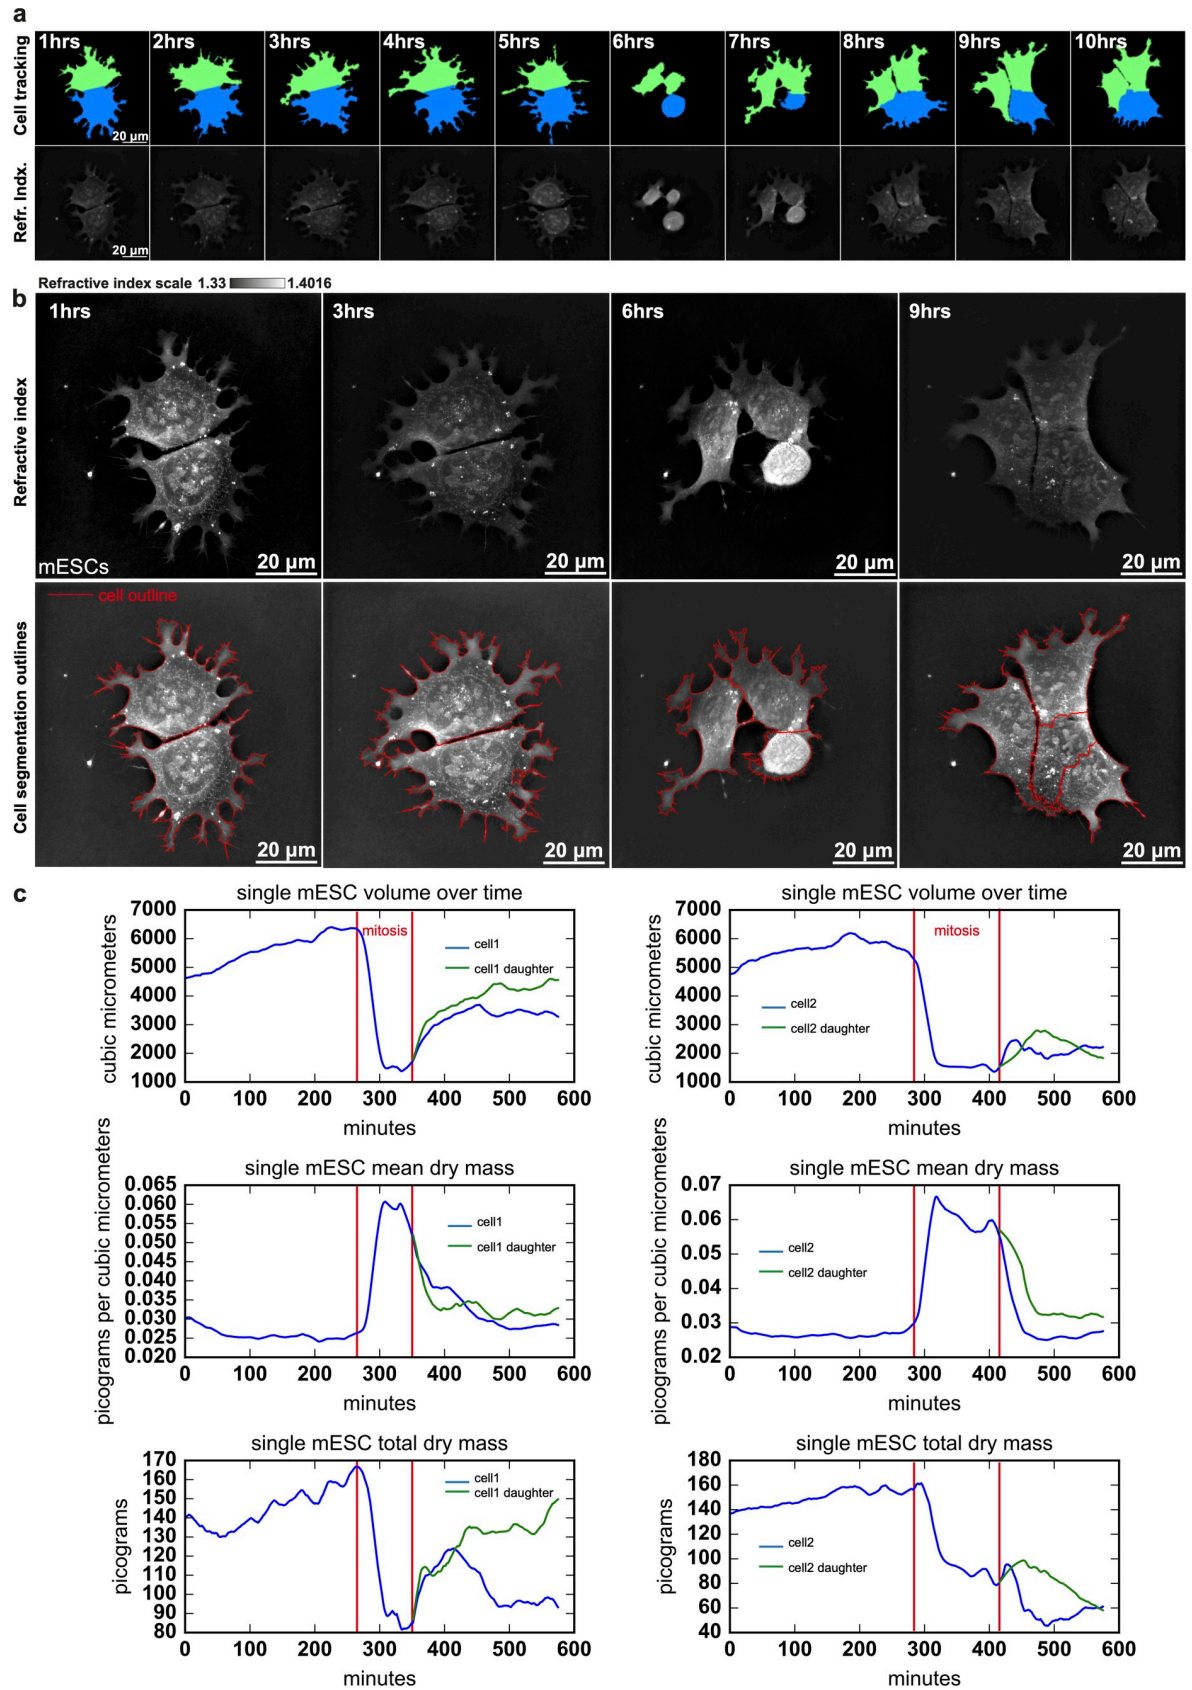 a
Cell tracking
1hrs 2hrs 3hrs 4hrs 5hrs 6hrs 7hrs 8hrs 9hrs 10hrs
20 µm
Refr. Indx.
20 µm
Refractive index scale 1.33 1.4016
b
Refractive index
1hrs 3hrs 6hrs 9hrs
mESCs
20 µm 20 µm 20 µm 20 µm
Cell segmentation outlines
cell outline
20 µm 20 µm 20 µm 20 µm
c
single mESC volume over time
cubic micrometers
7000
6000
5000
4000
3000
2000
1000
mitosis
cell1
cell1 daughter
0 100 200 300 400 500 600
minutes
single mESC volume over time
cubic micrometers
7000
6000
5000
4000
3000
2000
1000
mitosis
cell2
cell2 daughter
0 100 200 300 400 500 600
minutes
single mESC mean dry mass
picograms per cubic micrometers
0.065
0.060
0.055
0.050
0.045
0.040
0.035
0.030
0.025
0.020
cell1
cell1 daughter
0 100 200 300 400 500 600
minutes
single mESC mean dry mass
picograms per cubic micrometers
0.07
0.06
0.05
0.04
0.03
0.02
cell2
cell2 daughter
0 100 200 300 400 500 600
minutes
single mESC total dry mass
picograms
170
160
150
140
130
120
110
100
90
80
cell1
cell1 daughter
0 100 200 300 400 500 600
minutes
single mESC total dry mass
picograms
180
160
140
120
100
80
60
40
cell2
cell2 daughter
0 100 200 300 400 500 600
minutes